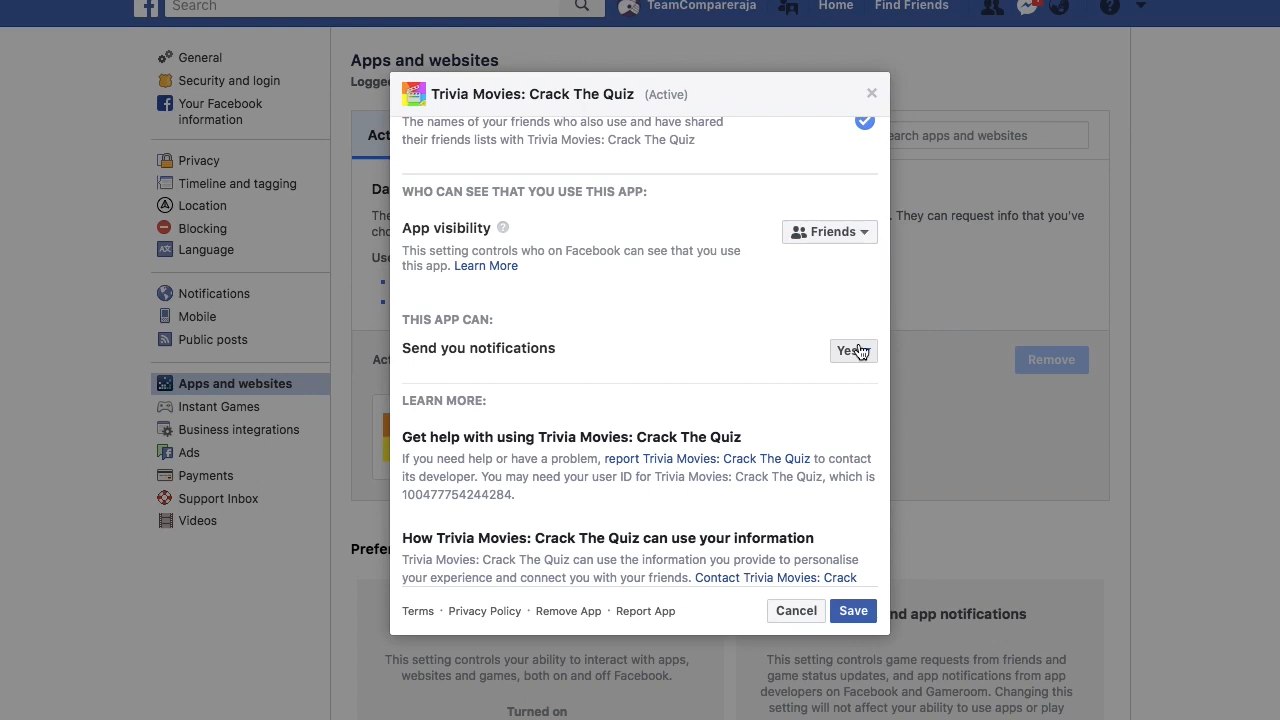 Search
TeamCompareraja
Home
Find Friends
General
Security and login
Your Facebook
information
Privacy
Timeline and tagging
Location
Blocking
Language
Notifications
Mobile
Public posts
Apps and websites
Instant Games
Business integrations
Ads
Payments
Support Inbox
Videos
Apps and websites
Logge
Act
earch apps and websites
Da
The
. They can request info that you've
cho
Use
Act
Remove
Trivia Movies: Crack The Quiz (Active)
The names of your friends who also use and have shared
their friends lists with Trivia Movies: Crack The Quiz
WHO CAN SEE THAT YOU USE THIS APP:
App visibility
Friends
This setting controls who on Facebook can see that you use
this app. Learn More
THIS APP CAN:
Send you notifications
Yes
LEARN MORE:
Get help with using Trivia Movies: Crack The Quiz
If you need help or have a problem, report Trivia Movies: Crack The Quiz to contact
its developer. You may need your user ID for Trivia Movies: Crack The Quiz, which is
100477754244284.
How Trivia Movies: Crack The Quiz can use your information
Trivia Movies: Crack The Quiz can use the information you provide to personalise
your experience and connect you with your friends. Contact Trivia Movies: Crack
Terms · Privacy Policy · Remove App · Report App
Cancel
Save
Prefe
nd app notifications
This setting controls your ability to interact with apps,
websites and games, both on and off Facebook.
Turned on
This setting controls game requests from friends and
game status updates, and app notifications from app
developers on Facebook and Gameroom. Changing this
setting will not affect your ability to use apps or play